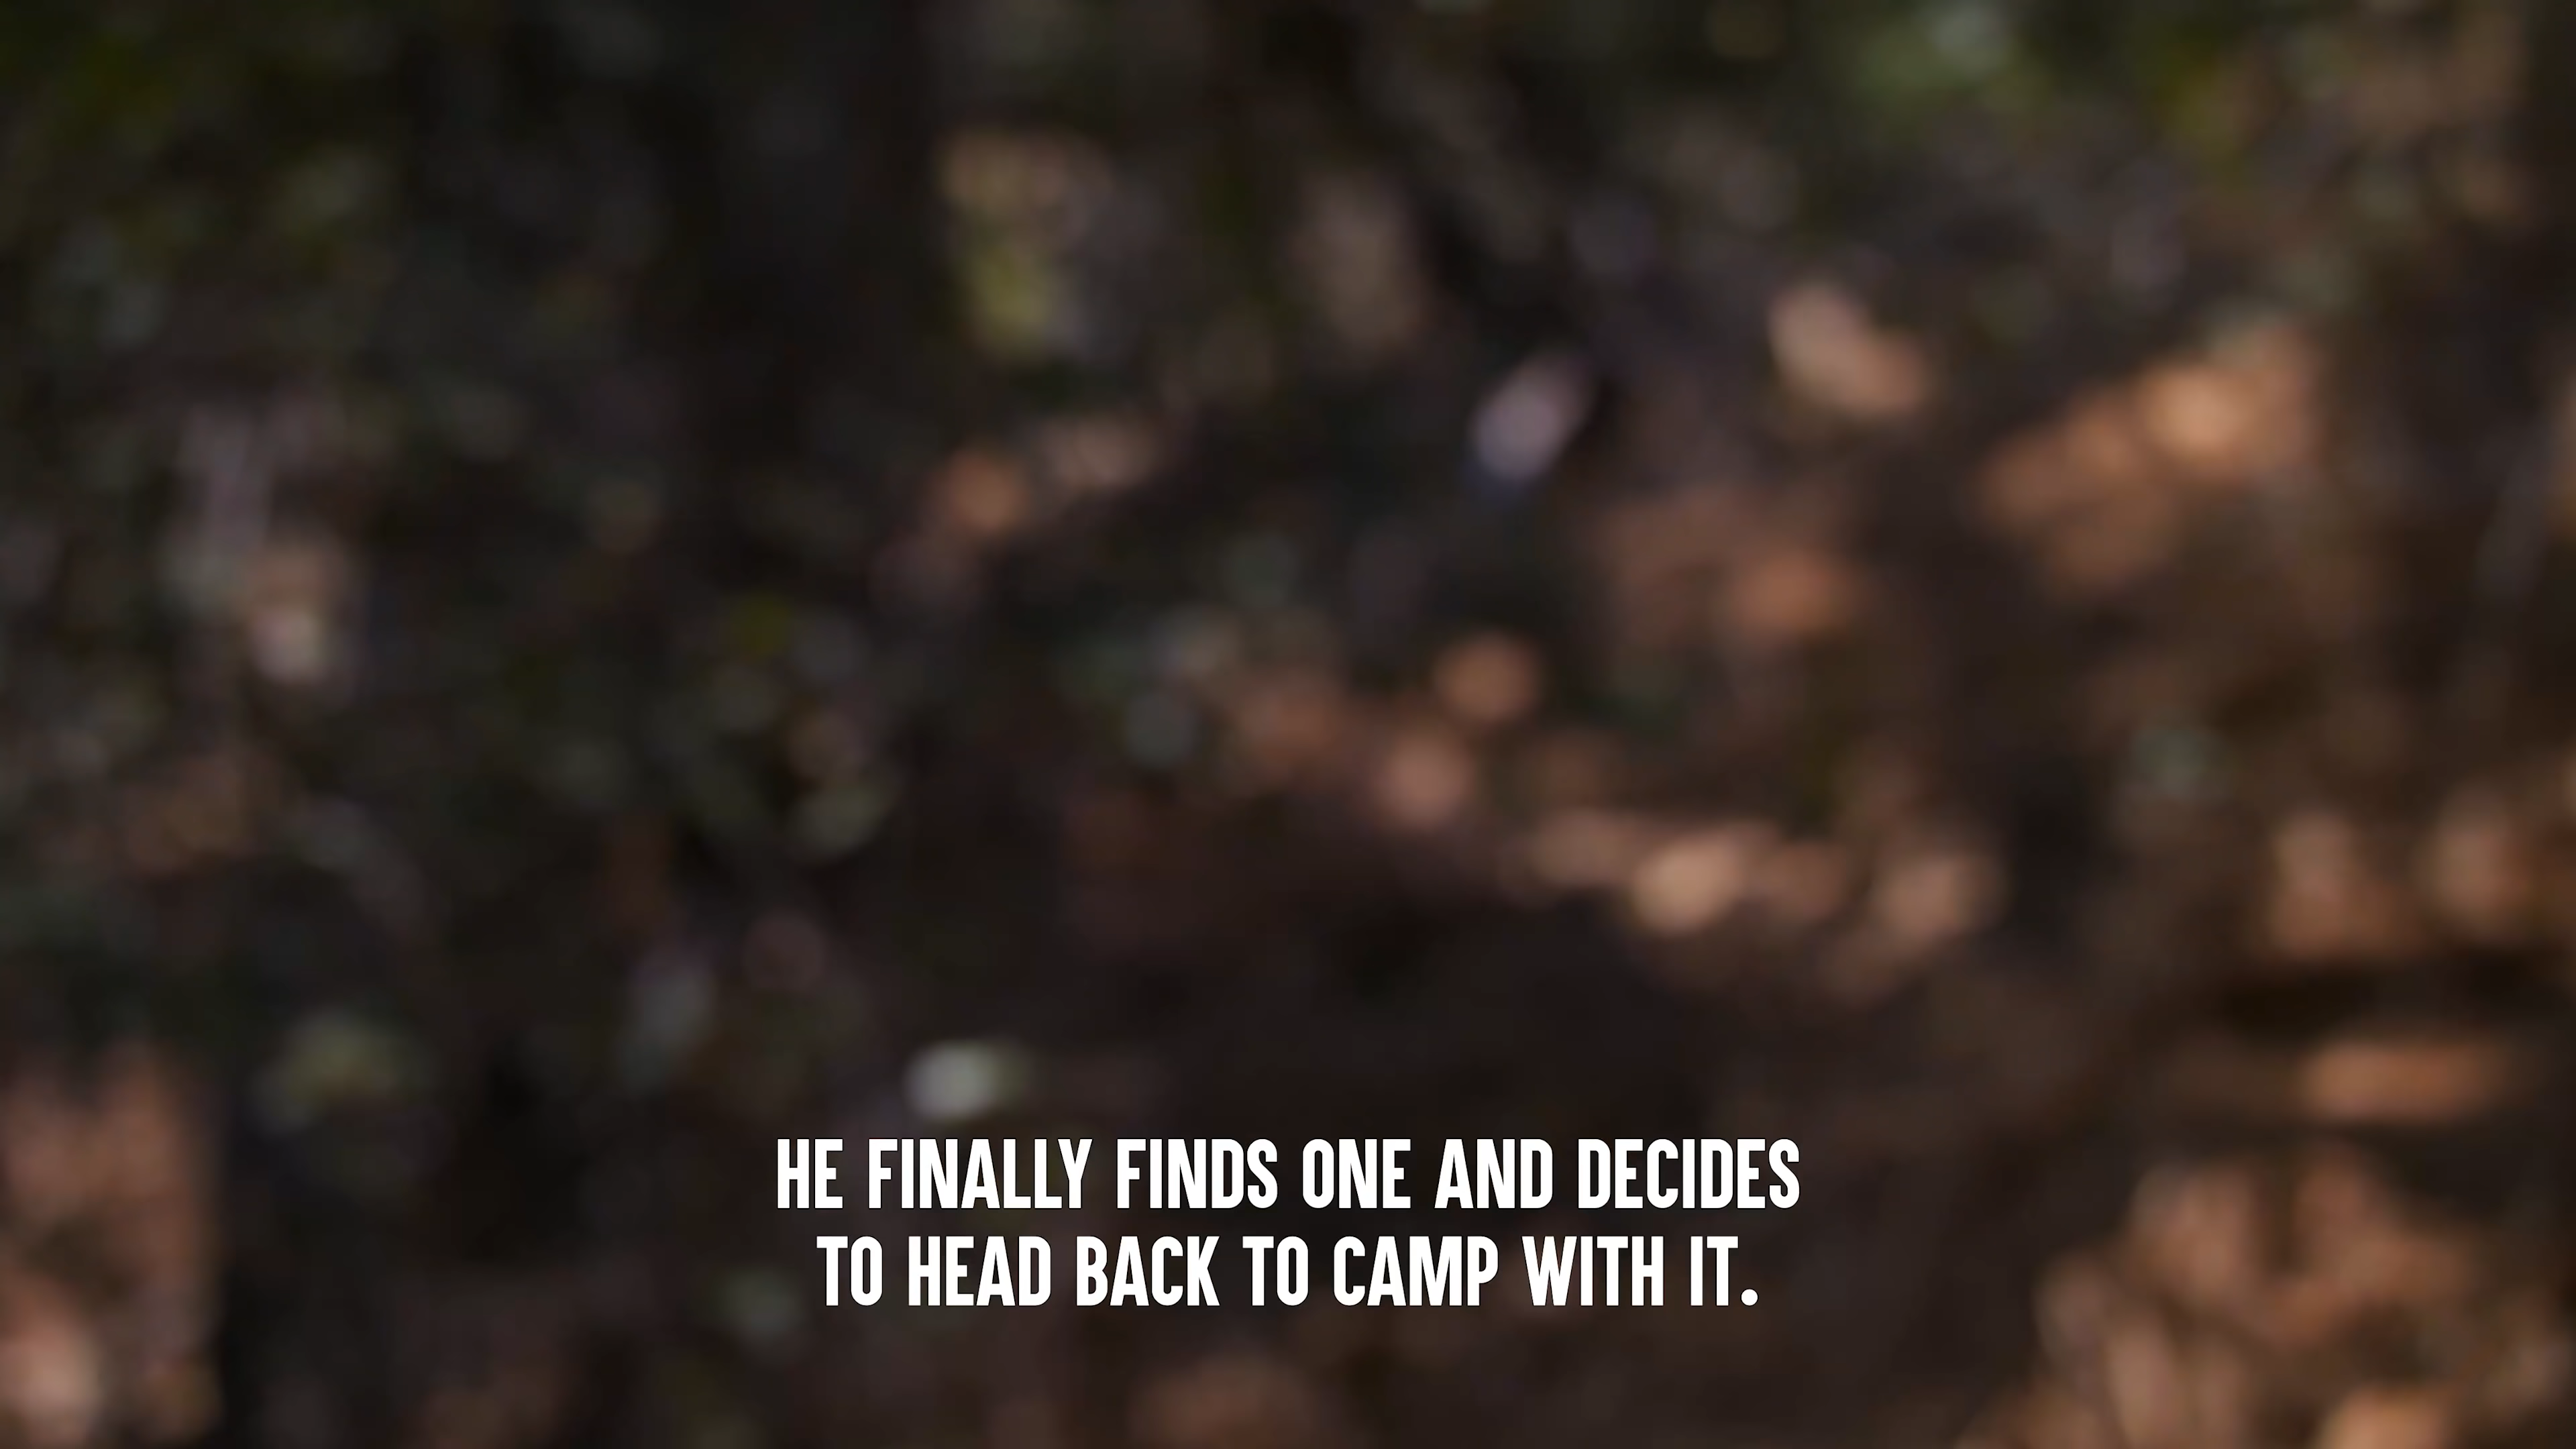 HE FINALLY FINDS ONE AND DECIDES
TO HEAD BACK TO CAMP WITH IT.